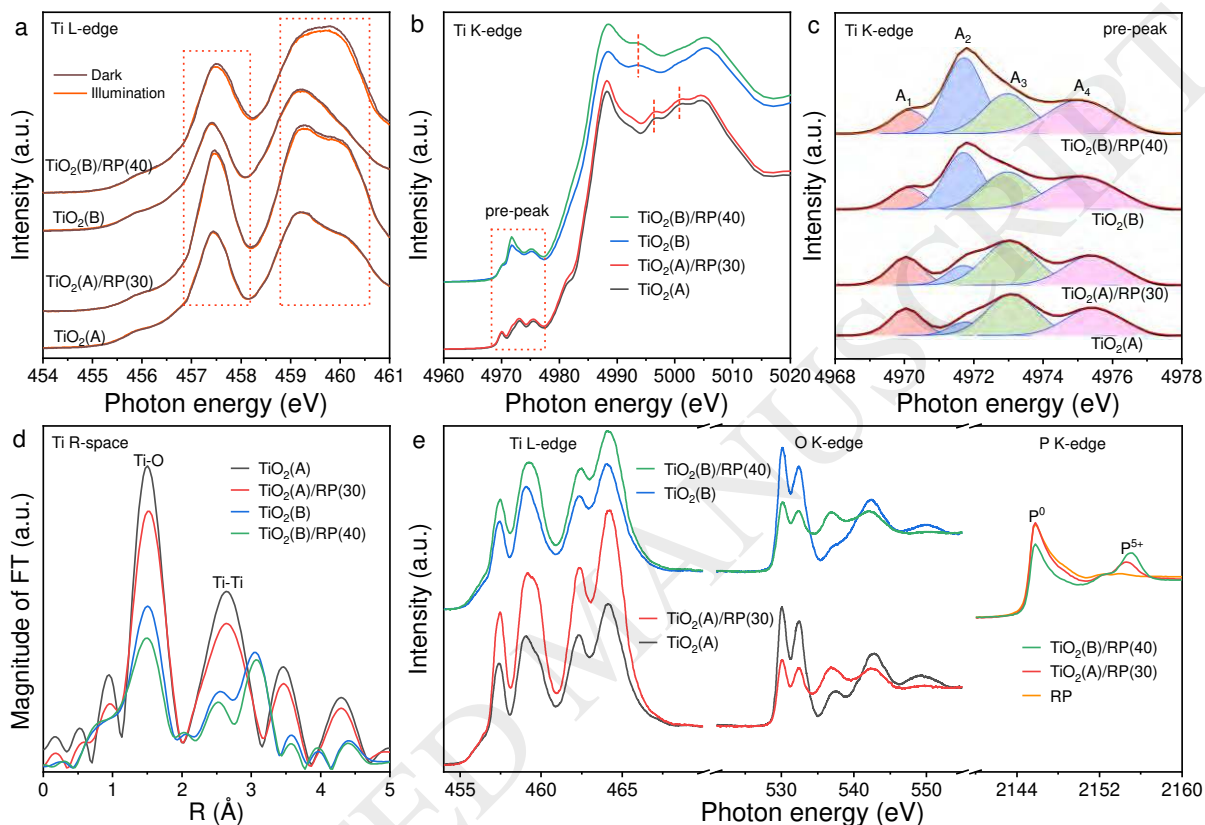 a
Ti L-edge
Dark
Illumination
TiO2(B)/RP(40)
TiO2(B)
TiO2(A)/RP(30)
TiO2(A)
Intensity (a.u.)
454 455 456 457 458 459 460 461
Photon energy (eV)
b
Ti K-edge
pre-peak
TiO2(B)/RP(40)
TiO2(B)
TiO2(A)/RP(30)
TiO2(A)
Intensity (a.u.)
4960 4970 4980 4990 5000 5010 5020
Photon energy (eV)
c
Ti K-edge
pre-peak
A1
A2
A3
A4
TiO2(B)/RP(40)
TiO2(B)
TiO2(A)/RP(30)
TiO2(A)
Intensity (a.u.)
4968 4970 4972 4974 4976 4978
Photon energy (eV)
d
Ti R-space
Ti-O
Ti-Ti
TiO2(A)
TiO2(A)/RP(30)
TiO2(B)
TiO2(B)/RP(40)
Magnitude of FT (a.u.)
0 1 2 3 4 5
R (Å)
e
Ti L-edge
O K-edge
P K-edge
TiO2(B)/RP(40)
TiO2(B)
TiO2(A)/RP(30)
TiO2(A)
P0
P5+
TiO2(B)/RP(40)
TiO2(A)/RP(30)
RP
Intensity (a.u.)
455 460 465 530 540 550 2144 2152 2160
Photon energy (eV)
TED MANUSCRIPT